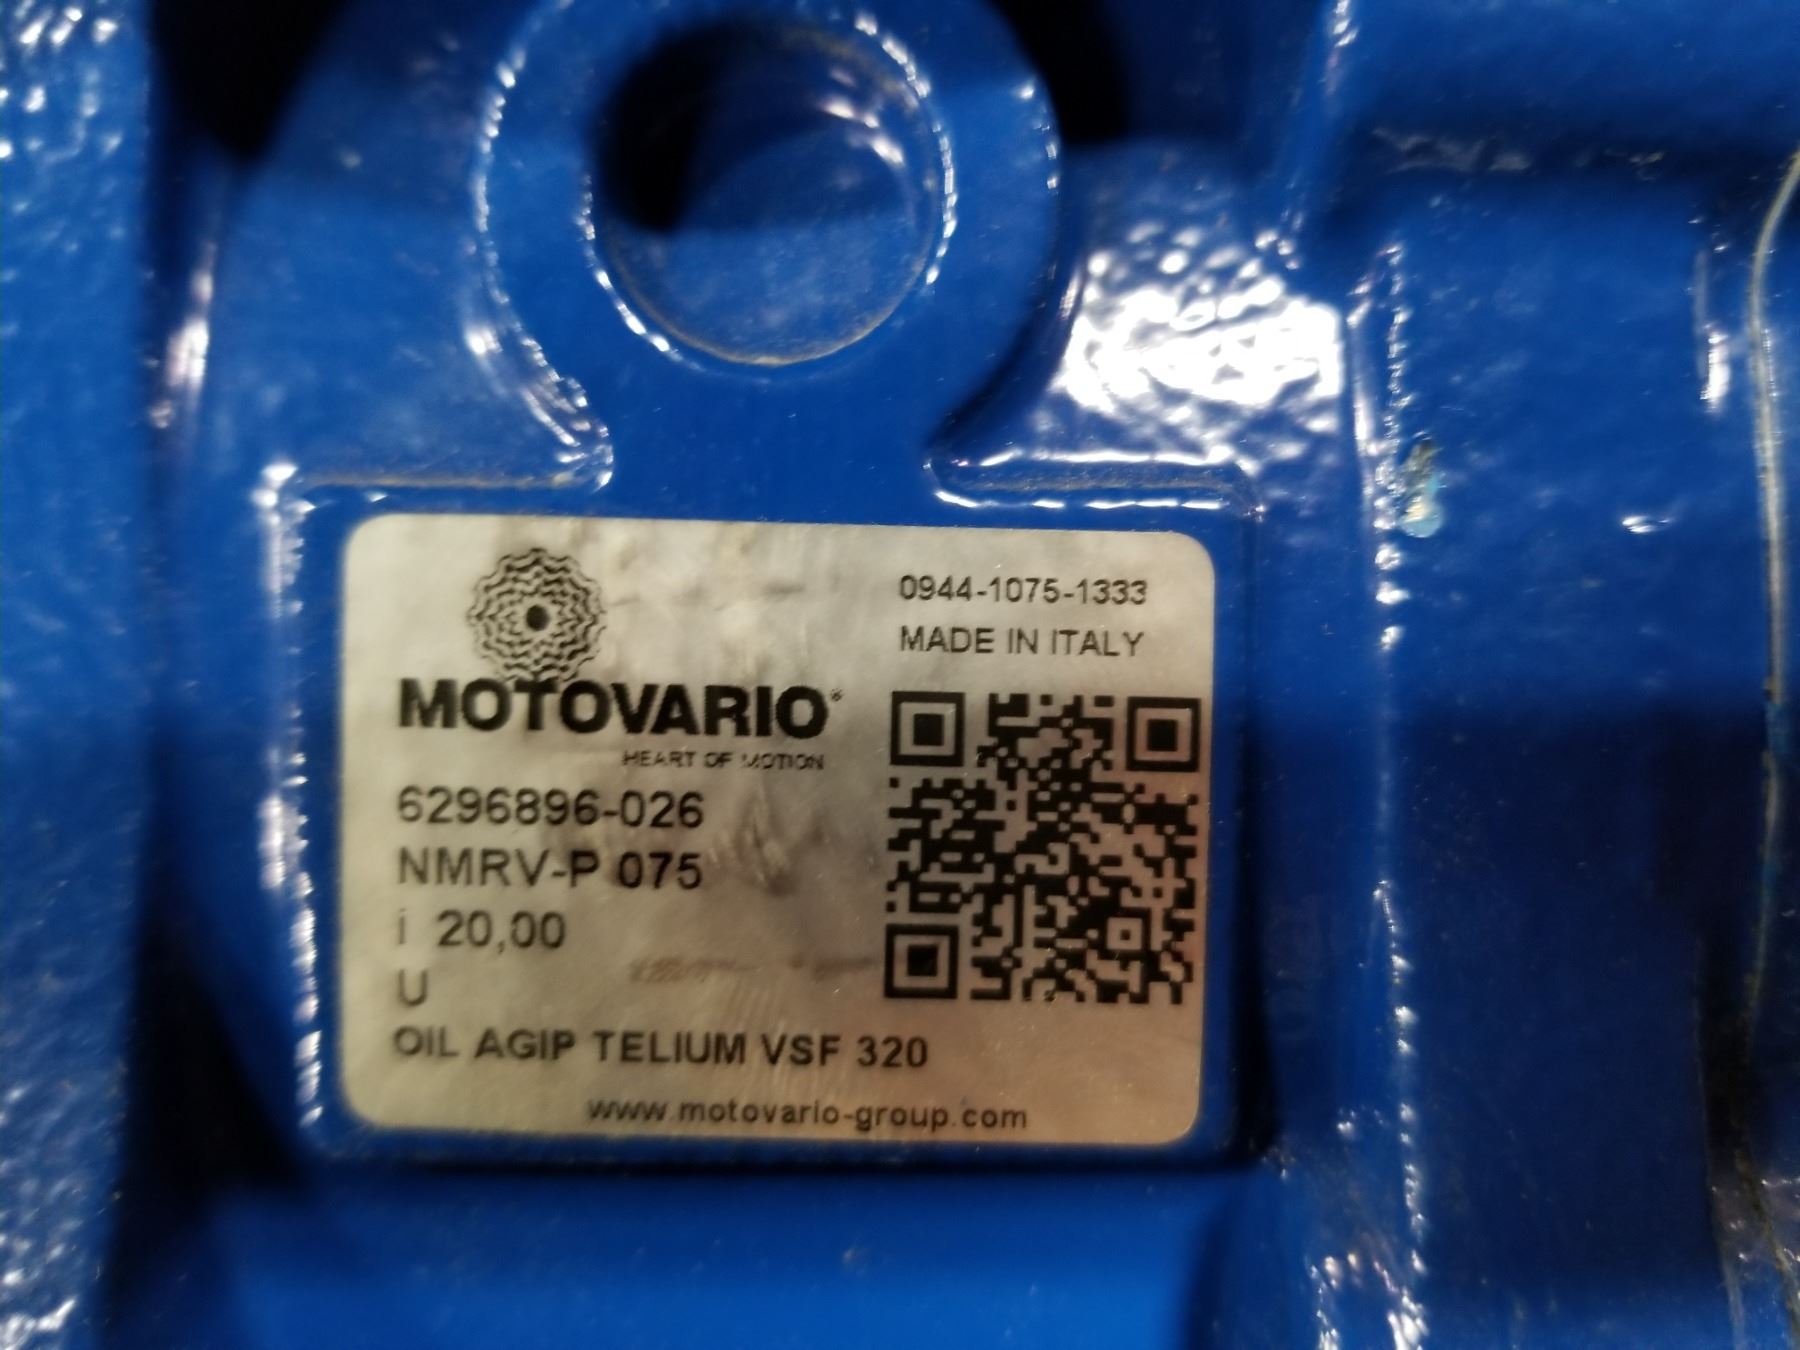 0944-1075-1333
MADE IN ITALY
MOTOVARIO®
HEART OF MOTION
6296896-026
NMRV-P 075
i 20,00
U
OIL AGIP TELIUM VSF 320
www.motovario-group.com